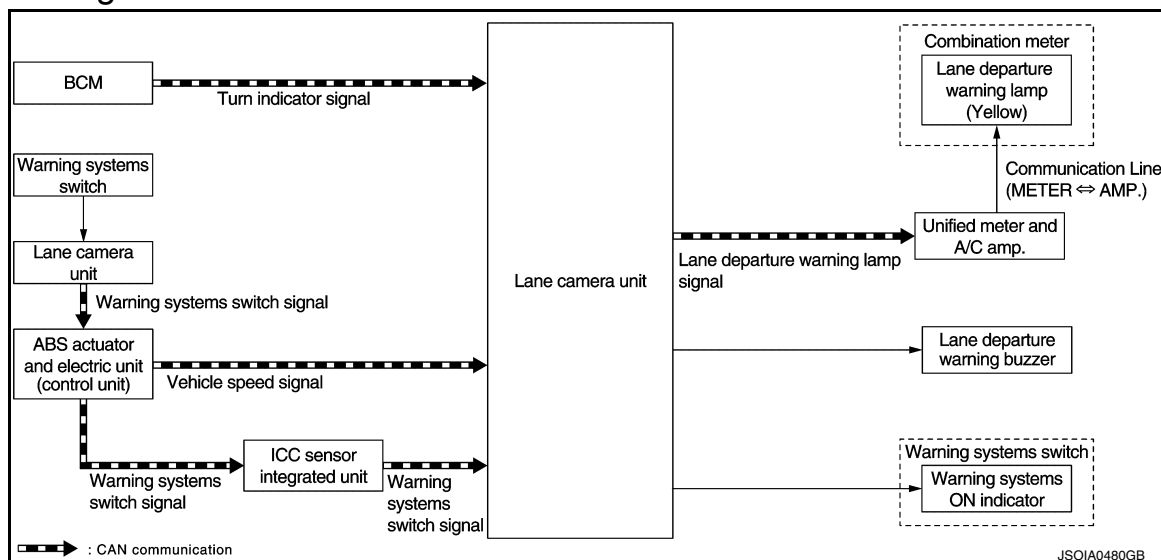 BCM
Turn indicator signal
Warning systems
switch
Lane camera
unit
Warning systems switch signal
ABS actuator
and electric unit
(control unit)
Vehicle speed signal
Warning systems
switch signal
ICC sensor
integrated unit
Warning
systems
switch signal
Lane camera unit
Combination meter
Lane departure
warning lamp
(Yellow)
Communication Line
(METER ⇔ AMP.)
Unified meter and
A/C amp.
Lane departure warning lamp
signal
Lane departure
warning buzzer
Warning systems switch
Warning systems
ON indicator
: CAN communication
JSOIA0480GB